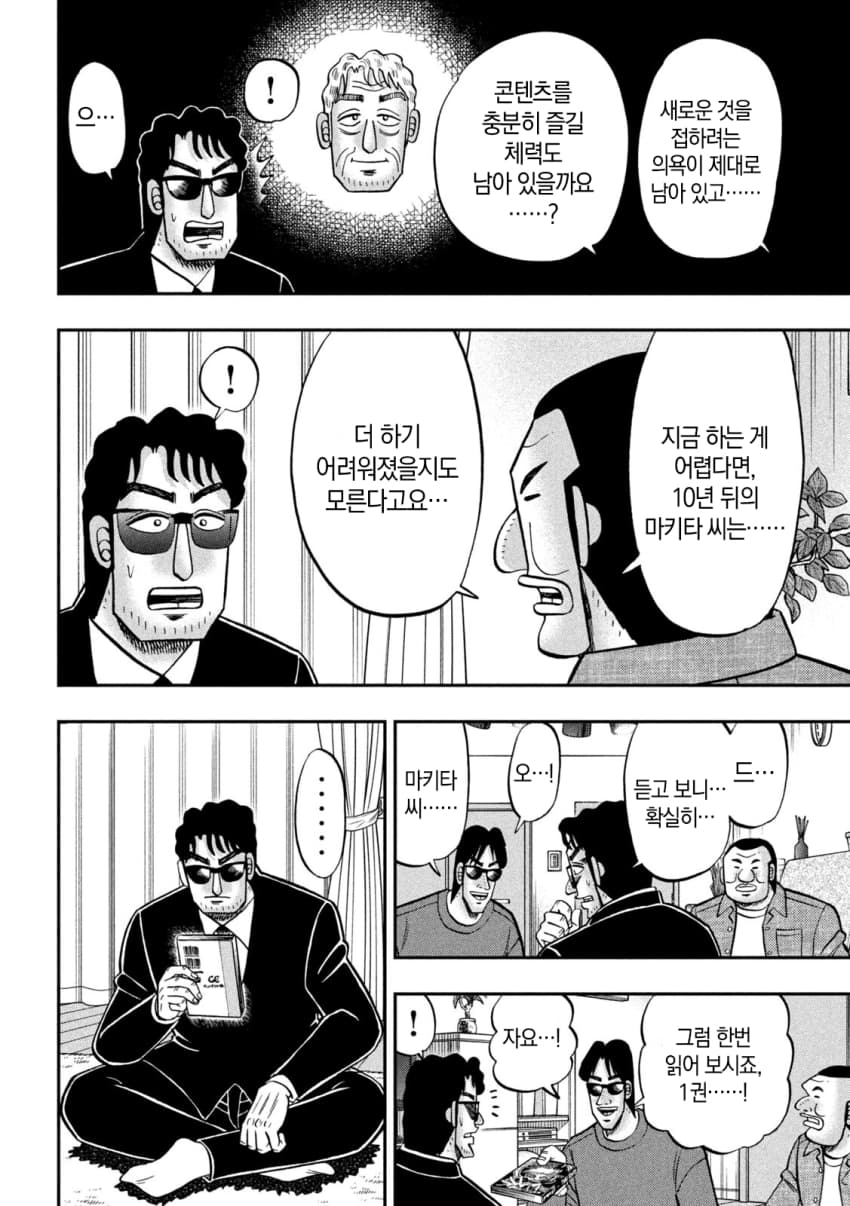 새로운 것을
접하려는
의욕이 제대로
남아 있고……
콘텐츠를
충분히 즐길
체력도
남아 있을까요
……?
!
으…
지금 하는 게
어렵다면,
10년 뒤의
마키타 씨는……
더 하기
어려워졌을지도
모른다고요…
!
드…
듣고 보니…
확실히…
오…!
마키타
씨……
그럼 한번
읽어 보시죠,
1권……!
자요…!
!
……